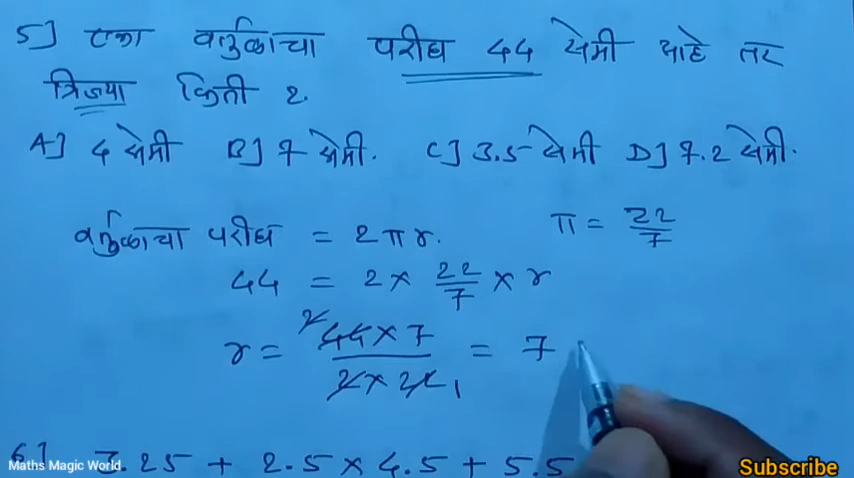 5] एका वर्तुळाचा परीघ 44 सेमी आहे तर
त्रिज्या किती ?
A] 4 सेमी B] 7 सेमी. C] 3.5 सेमी D] 7.2 सेमी.
वर्तुळाचा परीघ = 2πr. π = 22/7
44 = 2 × 22/7 × r
r = 2 44 × 7 / 2 × 22 1 = 7
6] 3.25 + 2.5 × 4.5 + 5.5
Maths Magic World
Subscribe